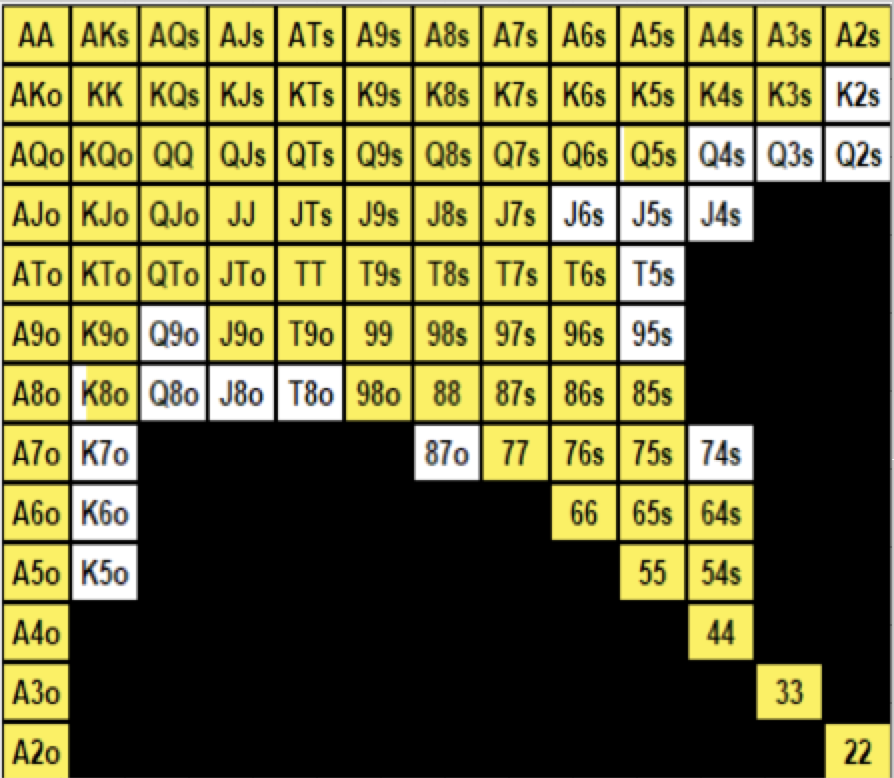 AA AKs AQs AJs ATs A9s A8s A7s A6s A5s A4s A3s A2s
AKo KK KQs KJs KTs K9s K8s K7s K6s K5s K4s K3s K2s
AQo KQo QQ QJs QTs Q9s Q8s Q7s Q6s Q5s Q4s Q3s Q2s
AJo KJo QJo JJ JTs J9s J8s J7s J6s J5s J4s
ATo KTo QTo JTo TT T9s T8s T7s T6s T5s
A9o K9o Q9o J9o T9o 99 98s 97s 96s 95s
A8o K8o Q8o J8o T8o 98o 88 87s 86s 85s
A7o K7o 87o 77 76s 75s 74s
A6o K6o 66 65s 64s
A5o K5o 55 54s
A4o 44
A3o 33
A2o 22